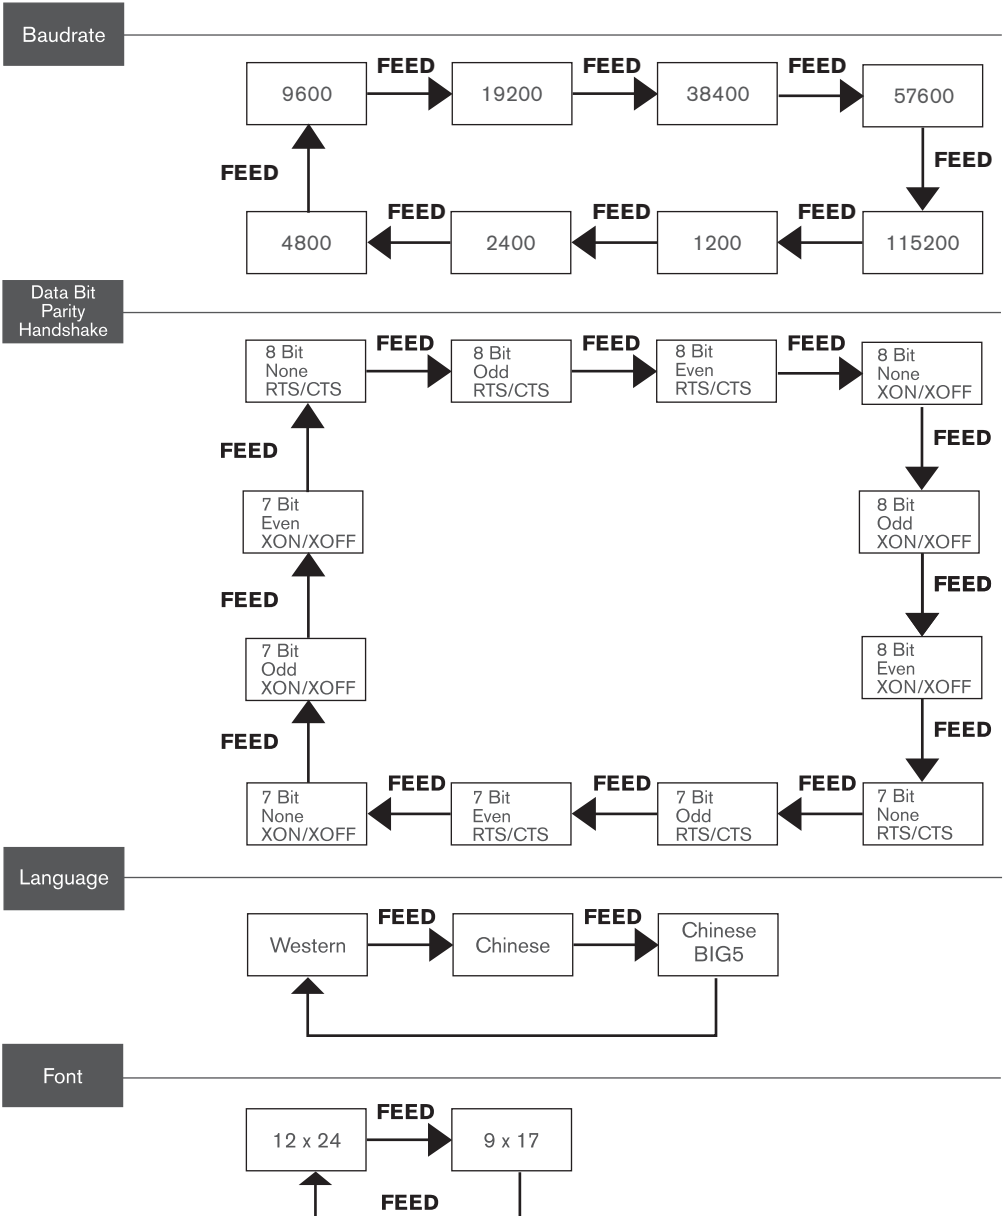 Baudrate
FEED FEED FEED
9600 19200 38400 57600
FEED FEED
FEED FEED FEED
4800 2400 1200 115200
Data Bit
Parity
Handshake
FEED FEED FEED
8 Bit
None
RTS/CTS
8 Bit
Odd
RTS/CTS
8 Bit
Even
RTS/CTS
8 Bit
None
XON/XOFF
FEED FEED
7 Bit
Even
XON/XOFF
8 Bit
Odd
XON/XOFF
FEED FEED
7 Bit
Odd
XON/XOFF
8 Bit
Even
XON/XOFF
FEED FEED
FEED FEED FEED
7 Bit
None
XON/XOFF
7 Bit
Even
RTS/CTS
7 Bit
Odd
RTS/CTS
7 Bit
None
RTS/CTS
Language
FEED FEED
Western Chinese
Chinese
BIG5
Font
FEED
12 x 24 9 x 17
FEED